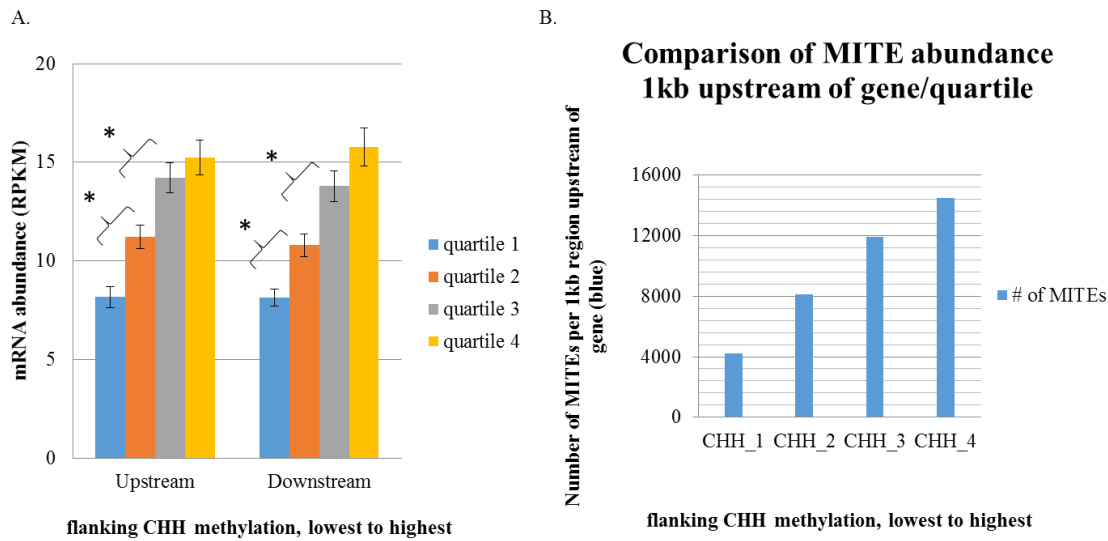 A.
20
15
10
5
0
mRNA abundance (RPKM)
*
*
*
*
Upstream
Downstream
quartile 1
quartile 2
quartile 3
quartile 4
flanking CHH methylation, lowest to highest
B.
Comparison of MITE abundance
1kb upstream of gene/quartile
Number of MITEs per 1kb region upstream of
gene (blue)
16000
12000
8000
4000
0
CHH_1
CHH_2
CHH_3
CHH_4
# of MITEs
flanking CHH methylation, lowest to highest